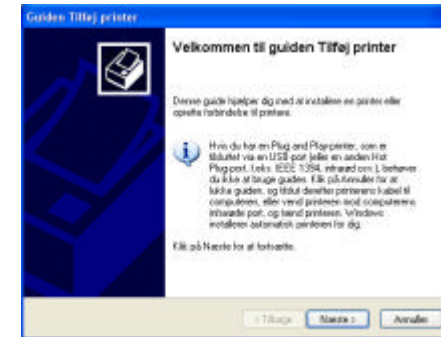 Guiden Tilføj printer
Velkommen til guiden Tilføj printer
Denne guide hjælper dig med at installere en printer eller
oprette forbindelse til printere.
Hvis du har en Plug and Play-printer, som er
tilsluttet via en USB-port (eller en anden Hot
Plug-port, f.eks. IEEE 1394, infrarød osv.), behøver
du ikke at bruge guiden. Klik på Annuller for at
lukke guiden, og tilslut derefter printerens kabel til
computeren, eller vend printeren mod computerens
infrarøde port, og tænd printeren. Windows
installerer automatisk printeren for dig.
Klik på Næste for at fortsætte.
< Tilbage
Næste >
Annuller